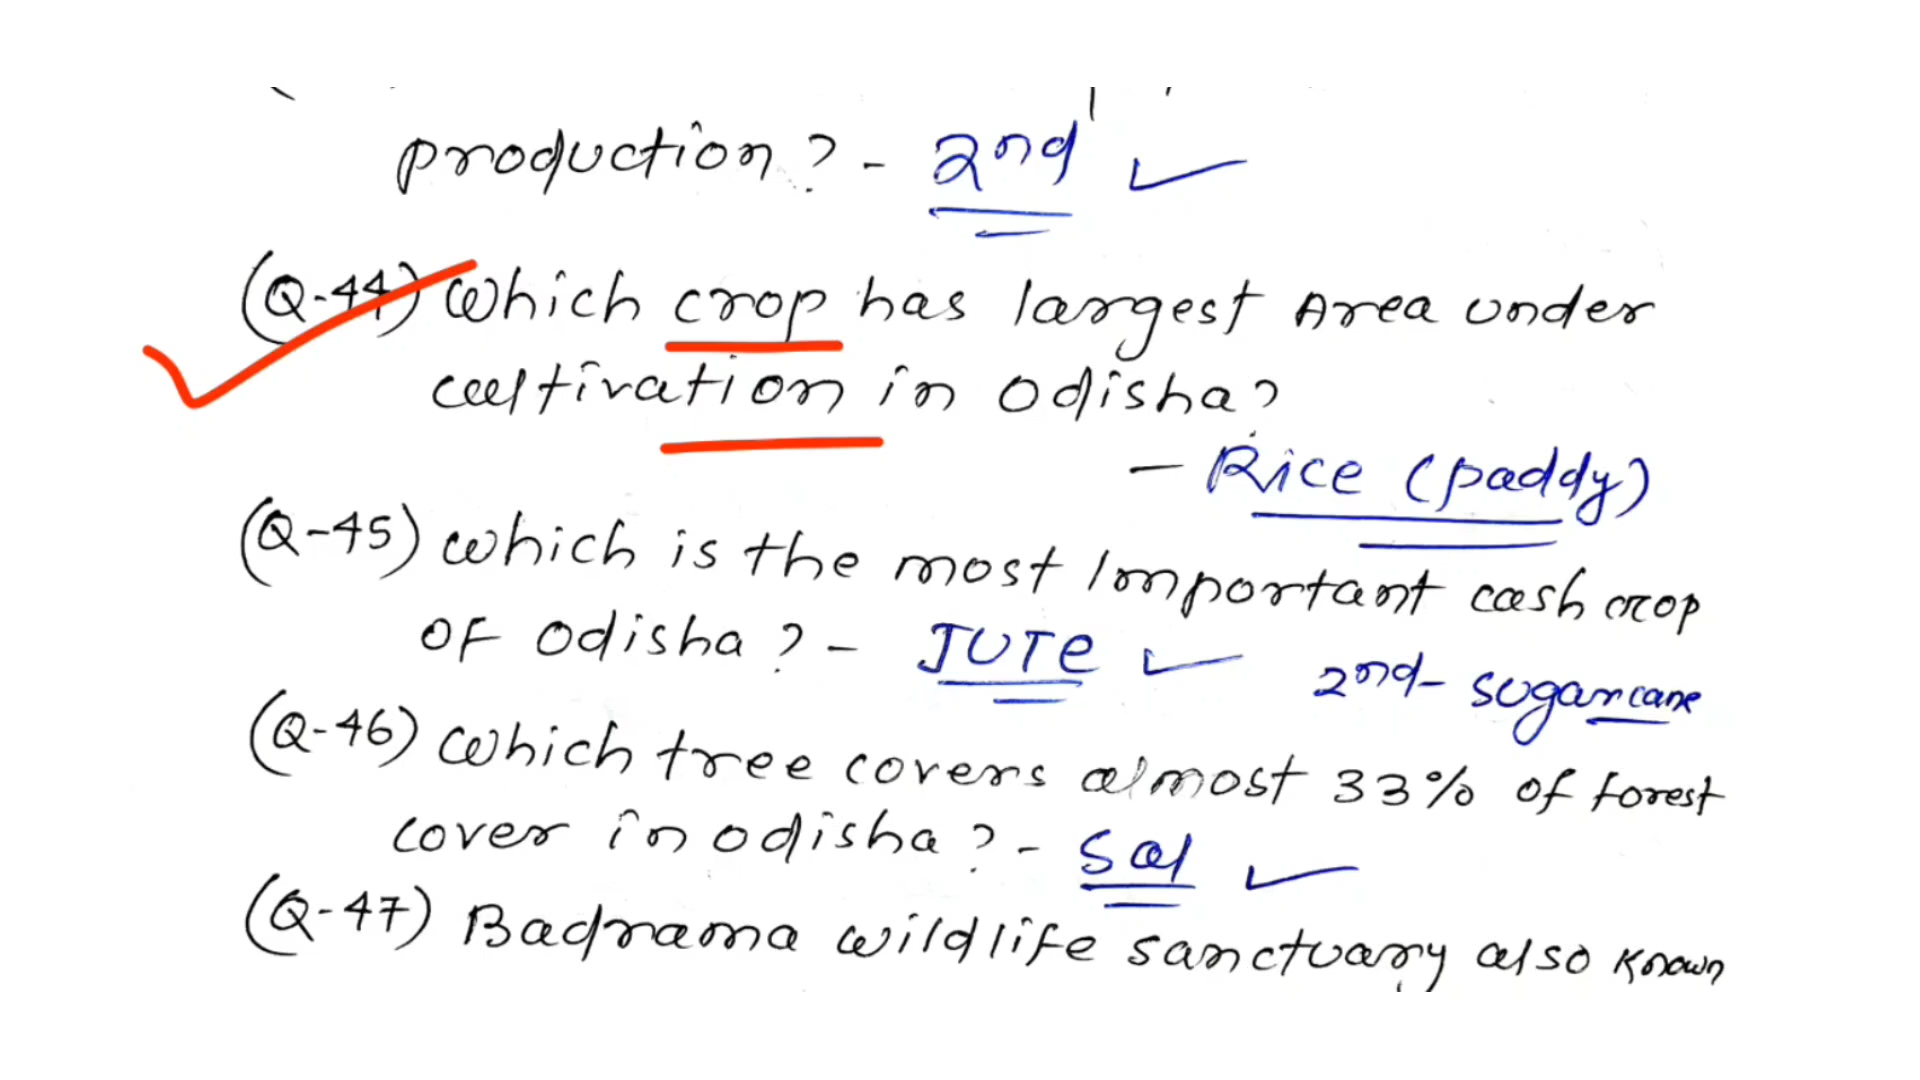 production? - 2nd
(Q-44) Which crop has largest Area under
cultivation in Odisha?
- Rice (paddy)
(Q-45) Which is the most Important cash crop
OF Odisha? - JUTe
2nd - sugarcane
(Q-46) Which tree covers almost 33% of forest
cover in Odisha? - Sal
(Q-47) Badrama wildlife sanctuary also known